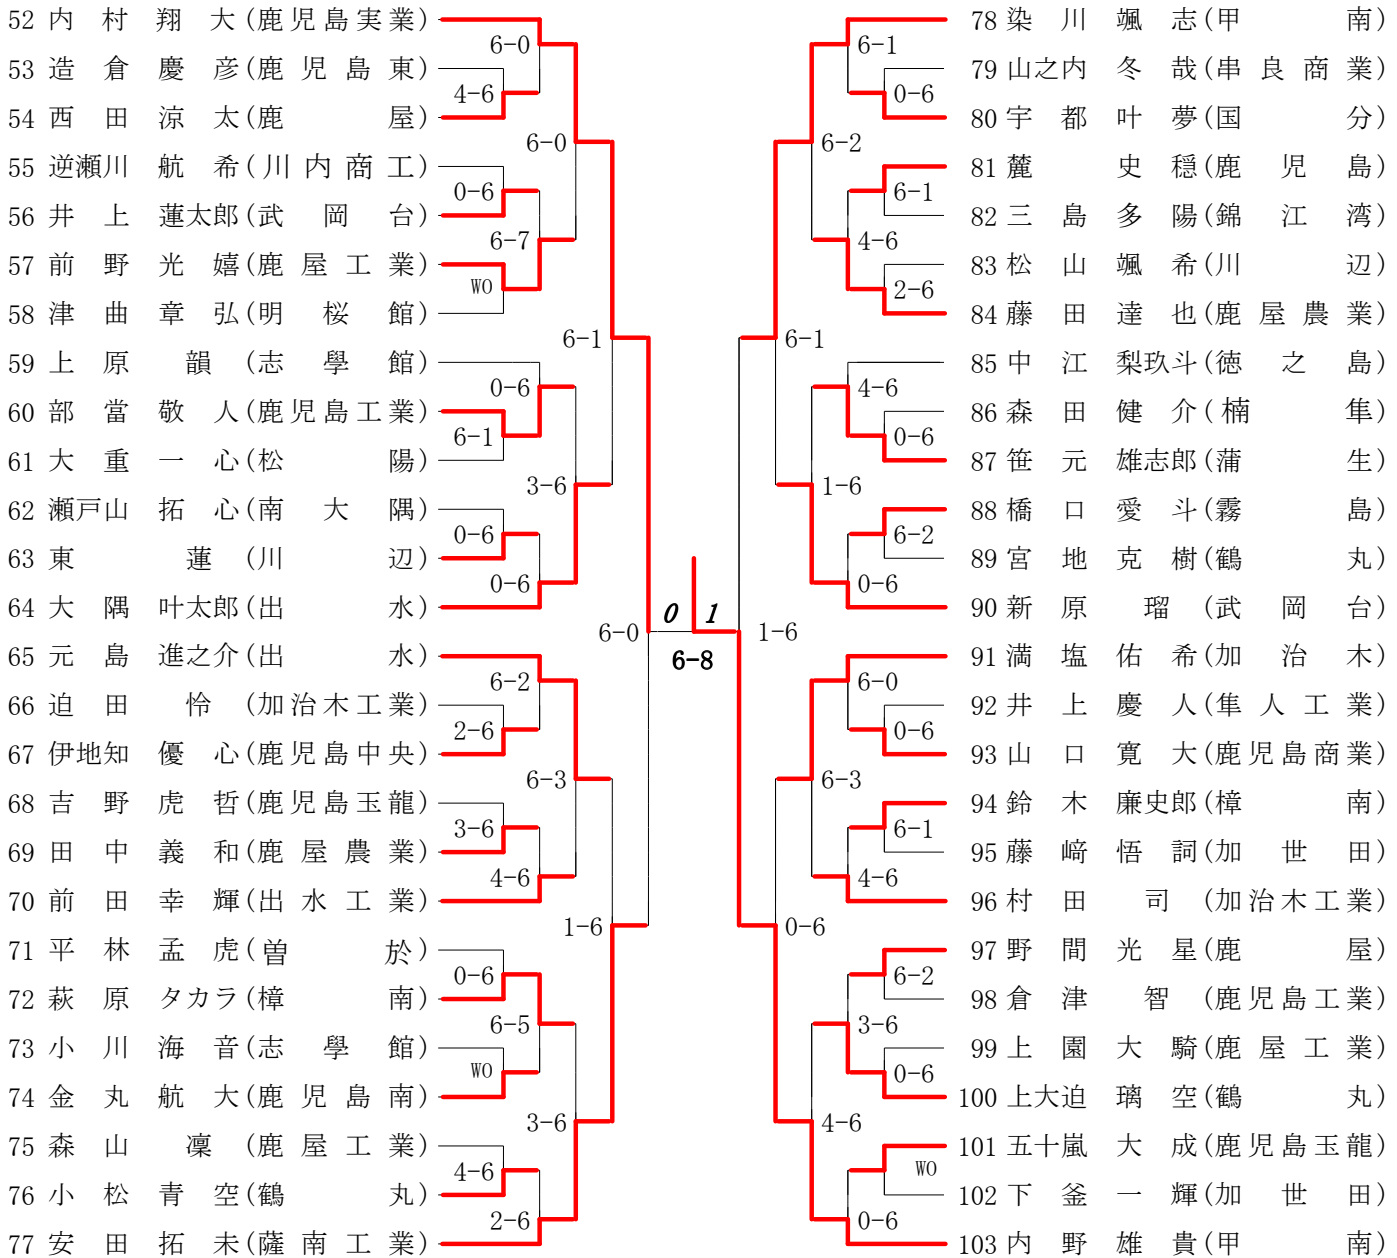 52 内村翔大(鹿児島実業)
53 造倉慶彦(鹿児島東)
54 西田涼太(鹿屋)
55 逆瀬川航希(川内商工)
56 井上蓮太郎(武岡台)
57 前野光嬉(鹿屋工業)
58 津曲章弘(明桜館)
59 上原韻(志學館)
60 部當敬人(鹿児島工業)
61 大重一心(松陽)
62 瀬戸山拓心(南大隅)
63 東蓮(川辺)
64 大隅叶太郎(出水)
65 元島進之介(出水)
66 迫田怜(加治木工業)
67 伊地知優心(鹿児島中央)
68 吉野虎哲(鹿児島玉龍)
69 田中義和(鹿屋農業)
70 前田幸輝(出水工業)
71 平林孟虎(曽於)
72 萩原タカラ(樟南)
73 小川海音(志學館)
74 金丸航大(鹿児島南)
75 森山凜(鹿屋工業)
76 小松青空(鶴丸)
77 安田拓未(薩南工業)
6-0
4-6
6-0
0-6
6-7
WO
6-1
0-6
6-1
3-6
0-6
0-6
6-0
6-2
2-6
6-3
3-6
4-6
1-6
0-6
6-5
WO
3-6
4-6
2-6
0 1
6-8
6-1
0-6
6-2
6-1
4-6
2-6
6-1
4-6
0-6
1-6
6-2
0-6
1-6
6-0
0-6
6-3
6-1
4-6
0-6
6-2
3-6
0-6
4-6
WO
0-6
78 染川颯志(甲南)
79 山之内冬哉(串良商業)
80 宇都叶夢(国分)
81 麓史穏(鹿児島)
82 三島多陽(錦江湾)
83 松山颯希(川辺)
84 藤田達也(鹿屋農業)
85 中江梨玖斗(徳之島)
86 森田健介(楠隼)
87 笹元雄志郎(蒲生)
88 橋口愛斗(霧島)
89 宮地克樹(鶴丸)
90 新原瑠(武岡台)
91 満塩佑希(加治木)
92 井上慶人(隼人工業)
93 山口寛大(鹿児島商業)
94 鈴木廉史郎(樟南)
95 藤﨑悟詞(加世田)
96 村田司(加治木工業)
97 野間光星(鹿屋)
98 倉津智(鹿児島工業)
99 上園大騎(鹿屋工業)
100 上大迫璃空(鶴丸)
101 五十嵐大成(鹿児島玉龍)
102 下釜一輝(加世田)
103 内野雄貴(甲南)